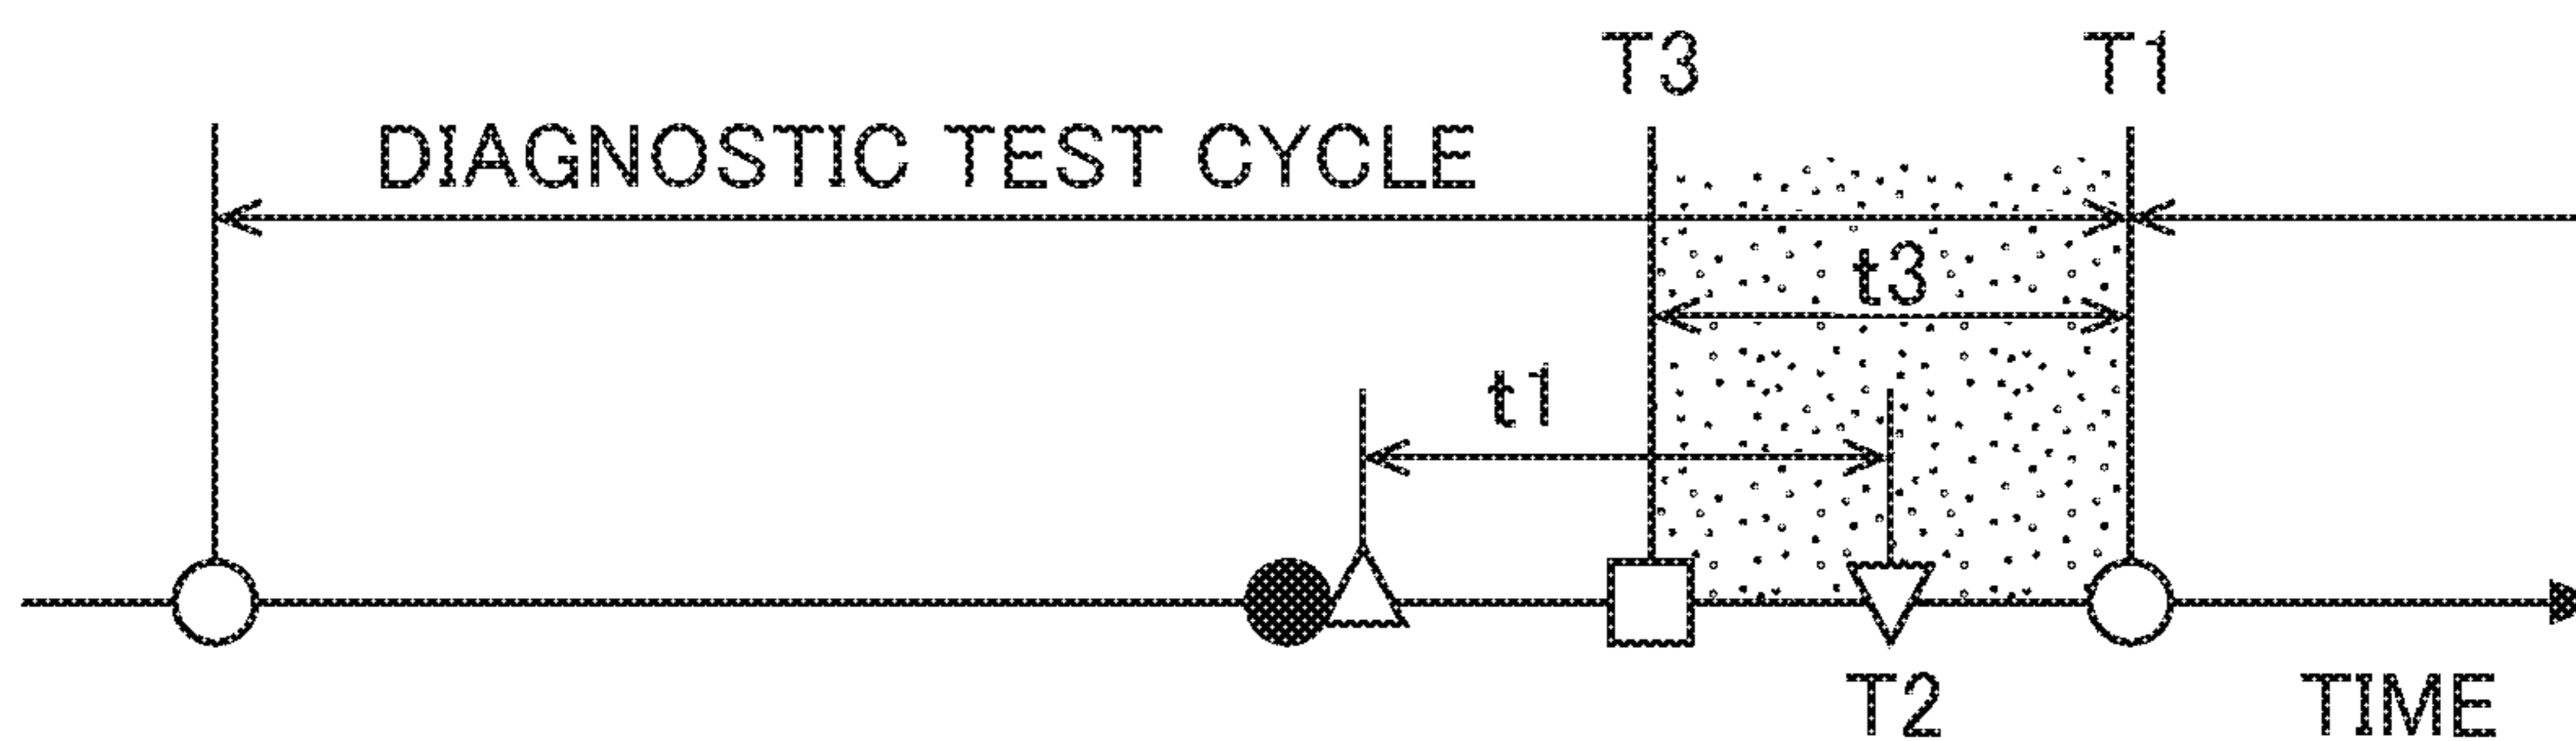 T3 T1
DIAGNOSTIC TEST CYCLE
t3
t1
T2 TIME